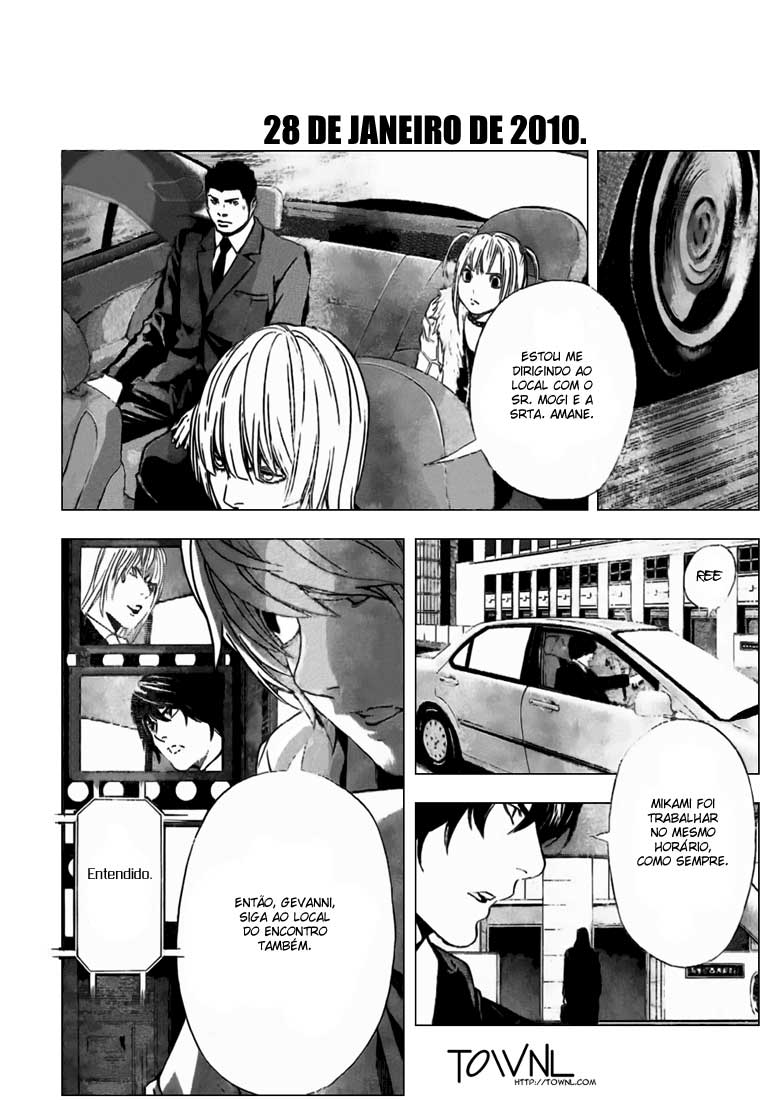 28 DE JANEIRO DE 2010.
ESTOU ME
DIRIGINDO AO
LOCAL COM O
SR. MOGI E A
SRTA. AMANE.
REE
MIKAMI FOI
TRABALHAR
NO MESMO
HORÁRIO,
COMO SEMPRE.
ENTÃO, GEVANNI,
SIGA AO LOCAL
DO ENCONTRO
TAMBÉM.
Entendido.
TOWNL
HTTP://TOWNL.COM